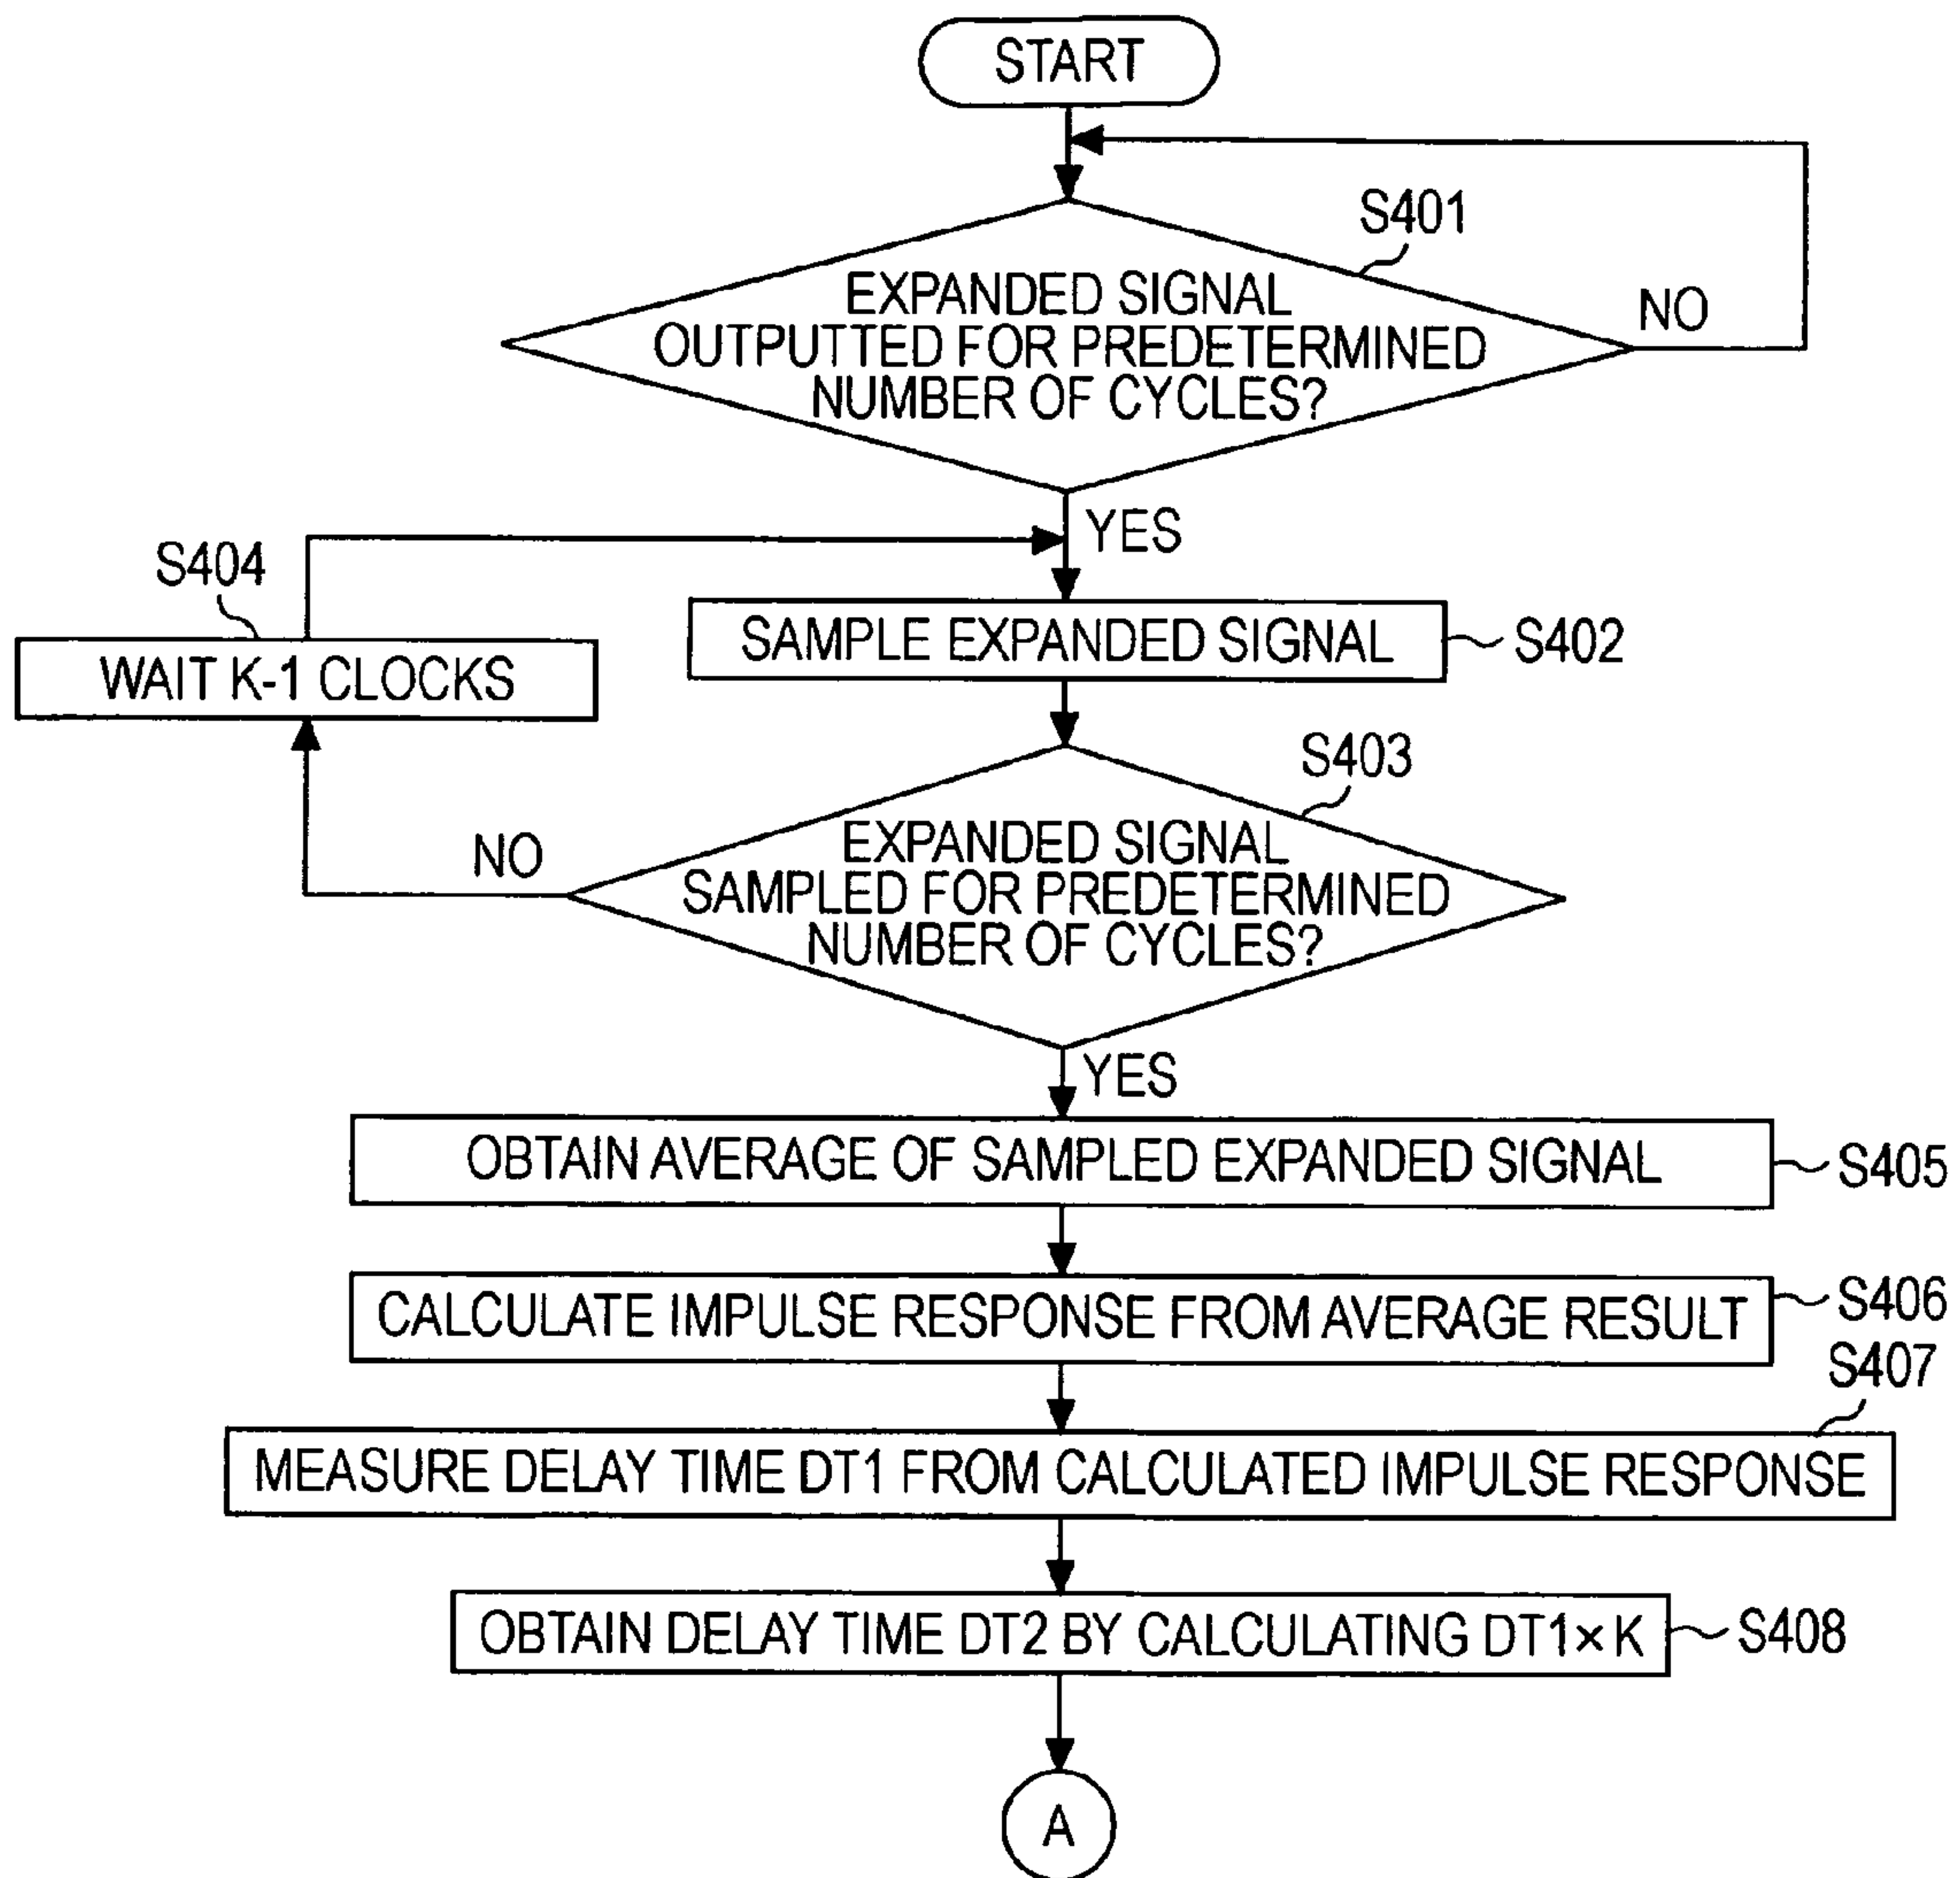 START
S401
EXPANDED SIGNAL
OUTPUTTED FOR PREDETERMINED
NUMBER OF CYCLES?
NO
YES
S404
WAIT K-1 CLOCKS
SAMPLE EXPANDED SIGNAL
S402
S403
EXPANDED SIGNAL
SAMPLED FOR PREDETERMINED
NUMBER OF CYCLES?
NO
YES
OBTAIN AVERAGE OF SAMPLED EXPANDED SIGNAL
S405
CALCULATE IMPULSE RESPONSE FROM AVERAGE RESULT
S406
S407
MEASURE DELAY TIME DT1 FROM CALCULATED IMPULSE RESPONSE
OBTAIN DELAY TIME DT2 BY CALCULATING DT1×K
S408
A